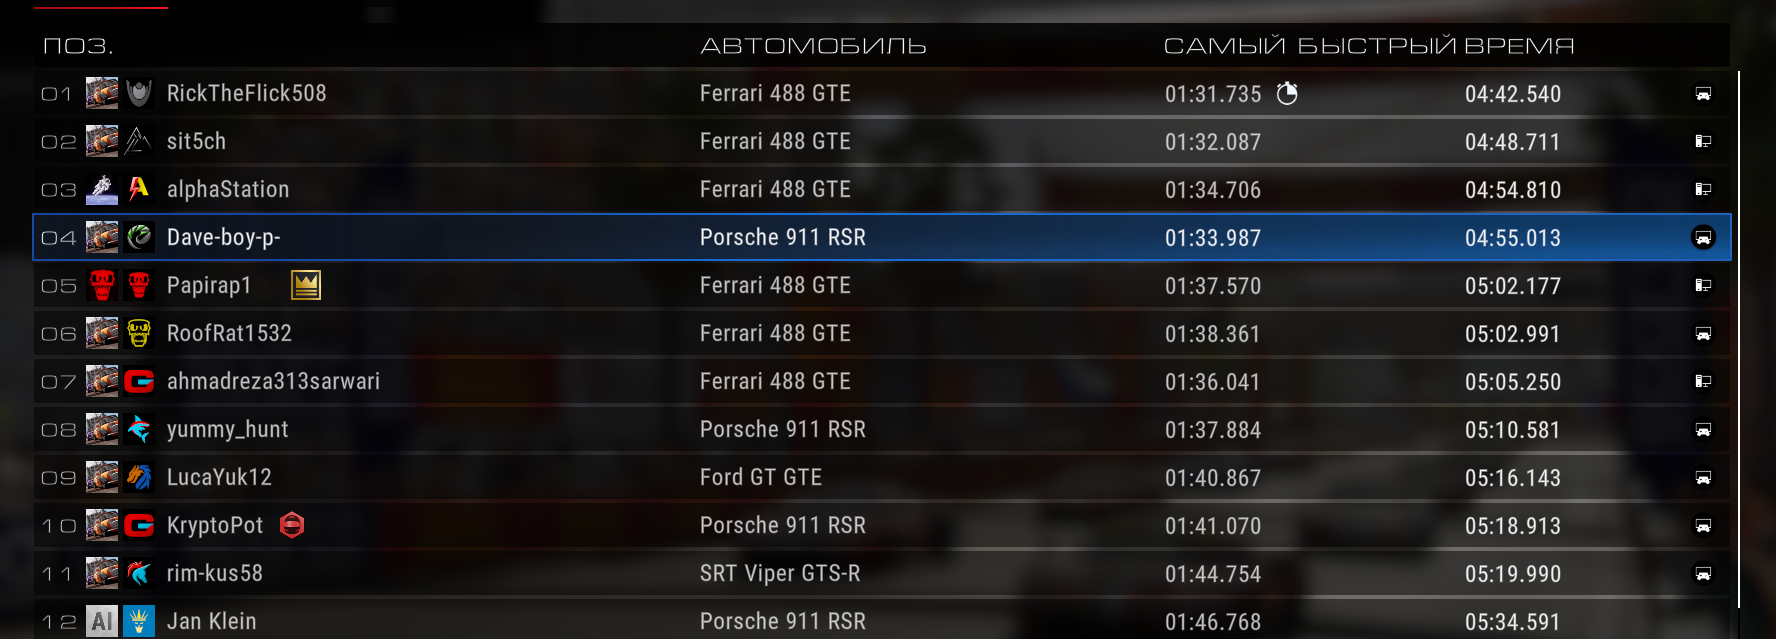 ПОЗ. АВТОМОБИЛЬ САМЫЙ БЫСТРЫЙ ВРЕМЯ
01 RickTheFlick508 Ferrari 488 GTE 01:31.735 04:42.540
02 sit5ch Ferrari 488 GTE 01:32.087 04:48.711
03 A alphaStation Ferrari 488 GTE 01:34.706 04:54.810
04 Dave-boy-p- Porsche 911 RSR 01:33.987 04:55.013
05 Papirap1 Ferrari 488 GTE 01:37.570 05:02.177
06 RoofRat1532 Ferrari 488 GTE 01:38.361 05:02.991
07 G ahmadreza313sarwari Ferrari 488 GTE 01:36.041 05:05.250
08 yummy_hunt Porsche 911 RSR 01:37.884 05:10.581
09 LucaYuk12 Ford GT GTE 01:40.867 05:16.143
10 G KryptoPot Porsche 911 RSR 01:41.070 05:18.913
11 rim-kus58 SRT Viper GTS-R 01:44.754 05:19.990
12 AI Jan Klein Porsche 911 RSR 01:46.768 05:34.591